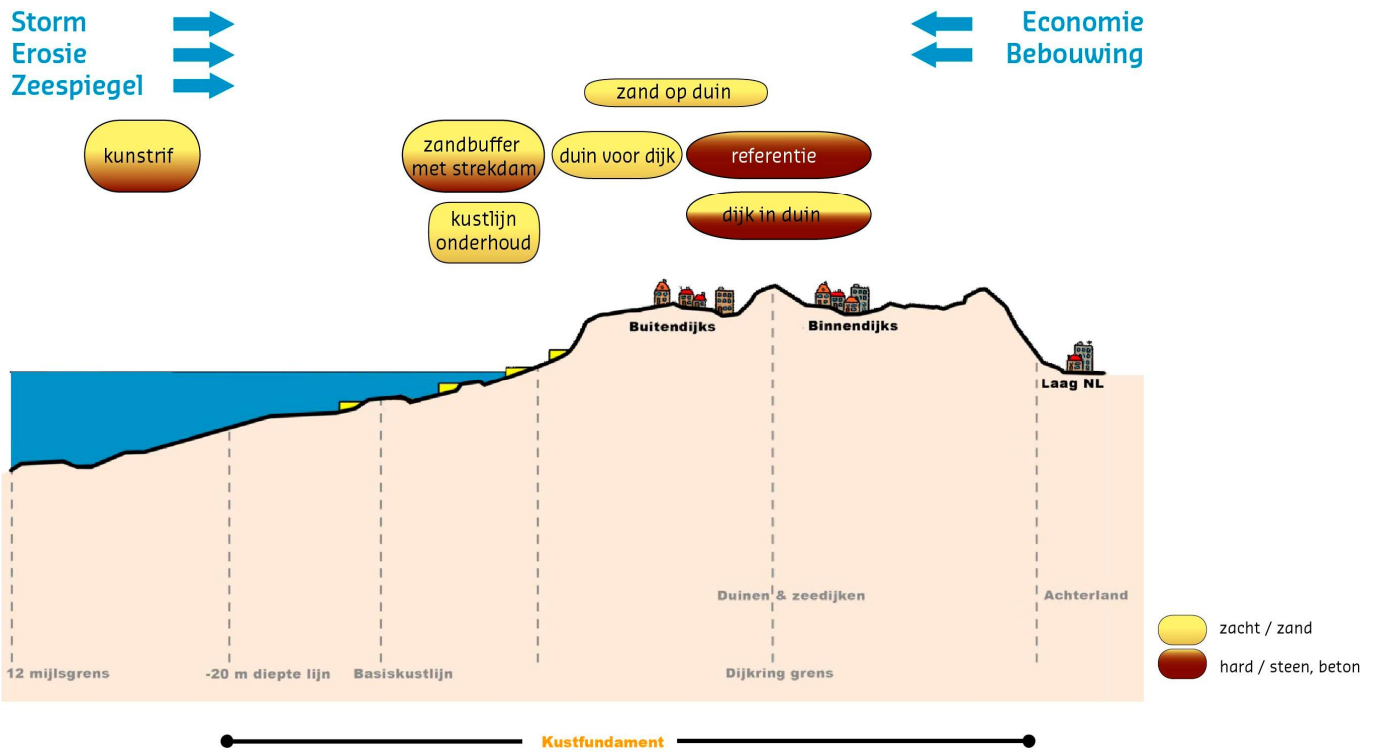 Storm
Erosie
Zeespiegel
Economie
Bebouwing
zand op duin
kunstrif
zandbuffer
met strekdam
duin voor dijk
referentie
kustlijn
onderhoud
dijk in duin
Buitendijks
Binnendijks
Laag NL
Duinen & zeedijken
Achterland
12 mijlsgrens
-20 m diepte lijn
Basiskustlijn
Dijkring grens
zacht / zand
hard / steen, beton
Kustfundament